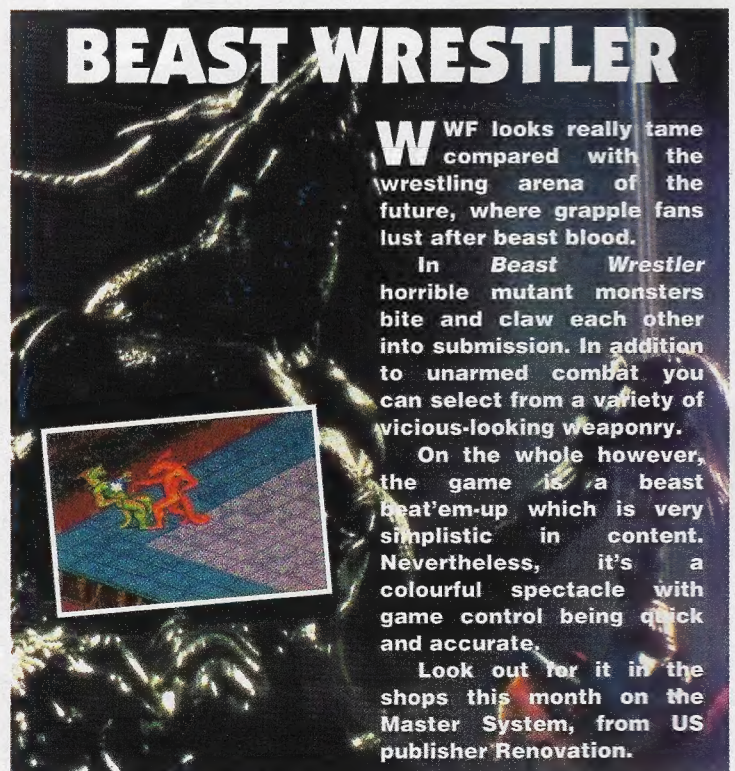 BEAST WRESTLER
WWF looks really tame
compared with the
wrestling arena of the
future, where grapple fans
lust after beast blood.
In Beast Wrestler
horrible mutant monsters
bite and claw each other
into submission. In addition
to unarmed combat you
can select from a variety of
vicious-looking weaponry.
On the whole however,
the game is a beast
beat'em-up which is very
simplistic in content.
Nevertheless, it's a
colourful spectacle with
game control being quick
and accurate.
Look out for it in the
shops this month on the
Master System, from US
publisher Renovation.